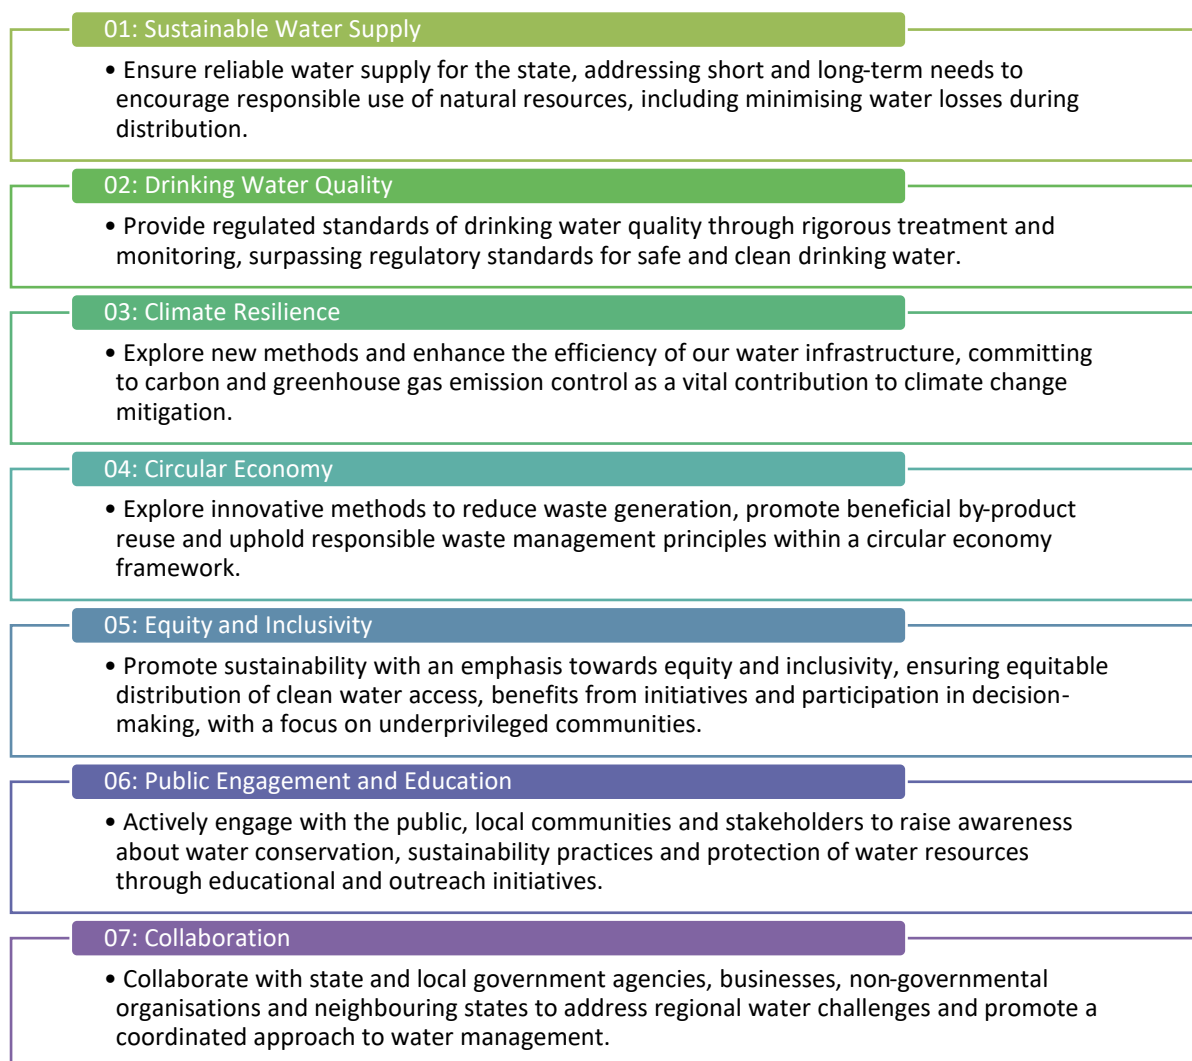 01: Sustainable Water Supply
• Ensure reliable water supply for the state, addressing short and long-term needs to
encourage responsible use of natural resources, including minimising water losses during
distribution.
02: Drinking Water Quality
• Provide regulated standards of drinking water quality through rigorous treatment and
monitoring, surpassing regulatory standards for safe and clean drinking water.
03: Climate Resilience
• Explore new methods and enhance the efficiency of our water infrastructure, committing
to carbon and greenhouse gas emission control as a vital contribution to climate change
mitigation.
04: Circular Economy
• Explore innovative methods to reduce waste generation, promote beneficial by-product
reuse and uphold responsible waste management principles within a circular economy
framework.
05: Equity and Inclusivity
• Promote sustainability with an emphasis towards equity and inclusivity, ensuring equitable
distribution of clean water access, benefits from initiatives and participation in decision-
making, with a focus on underprivileged communities.
06: Public Engagement and Education
• Actively engage with the public, local communities and stakeholders to raise awareness
about water conservation, sustainability practices and protection of water resources
through educational and outreach initiatives.
07: Collaboration
• Collaborate with state and local government agencies, businesses, non-governmental
organisations and neighbouring states to address regional water challenges and promote a
coordinated approach to water management.